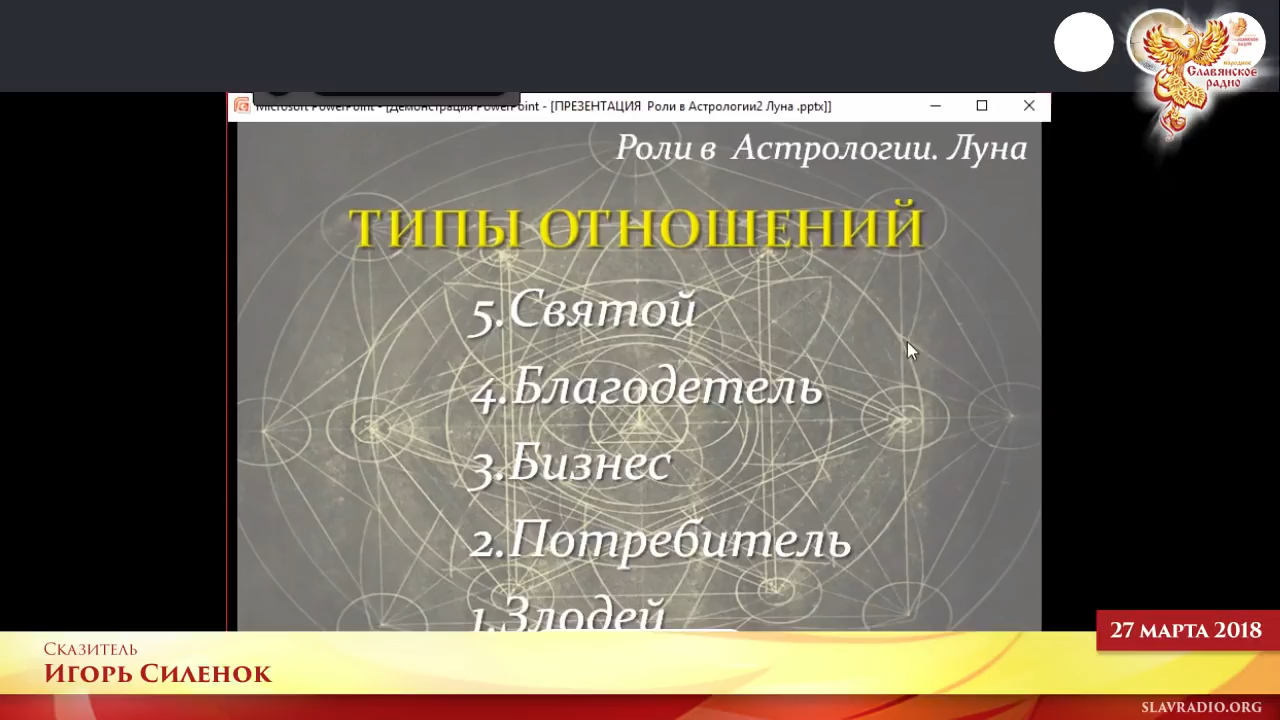 народное
Славянское
радио
Microsoft PowerPoint - [Демонстрация PowerPoint - [ПРЕЗЕНТАЦИЯ Роли в Астрологии2 Луна .pptx]]
Роли в Астрологии. Луна
ТИПЫ ОТНОШЕНИЙ
5.Святой
4.Благодетель
3.Бизнес
2.Потребитель
1.Злодей
27 МАРТА 2018
Сказитель
Игорь Силенок
SLAVRADIO.ORG